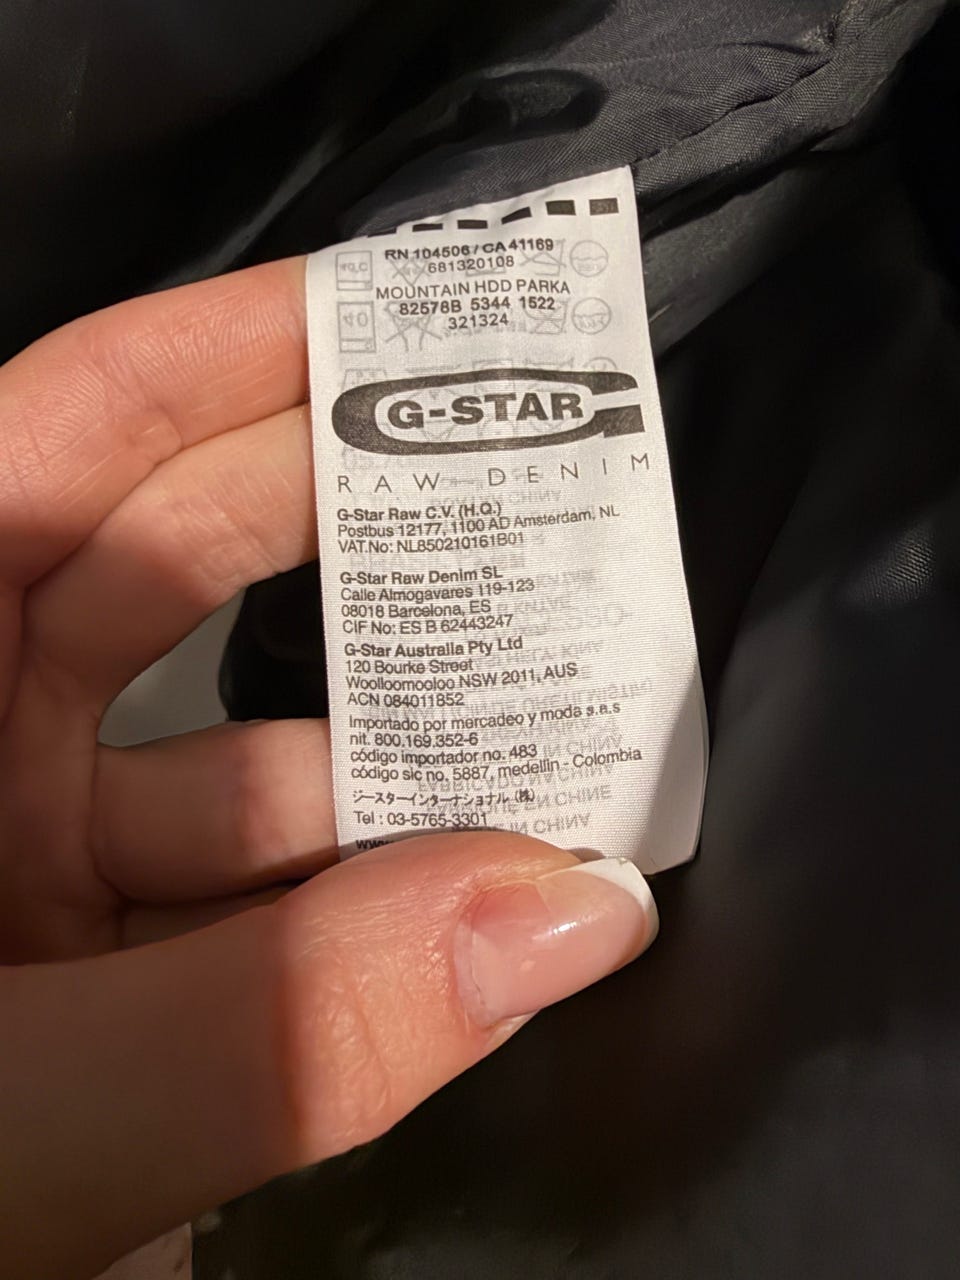 RN 104506 / CA 41169
681320108
MOUNTAIN HDD PARKA
82578B 5344 1522
321324
G-STAR
RAW DENIM
G-Star Raw C.V. (H.Q.)
Postbus 12177, 1100 AD Amsterdam, NL
VAT.No: NL850210161B01
G-Star Raw Denim SL
Calle Almogavares 119-123
08018 Barcelona, ES
CIF No: ES B 62443247
G-Star Australia Pty Ltd
120 Bourke Street
Woolloomooloo NSW 2011, AUS
ACN 084011852
Importado por mercadeo y moda s.a.s
nit. 800.169.352-6
código importador no. 483
código sic no. 5887, medellin - Colombia
ジースターインターナショナル (株)
Tel : 03-5765-3301
www